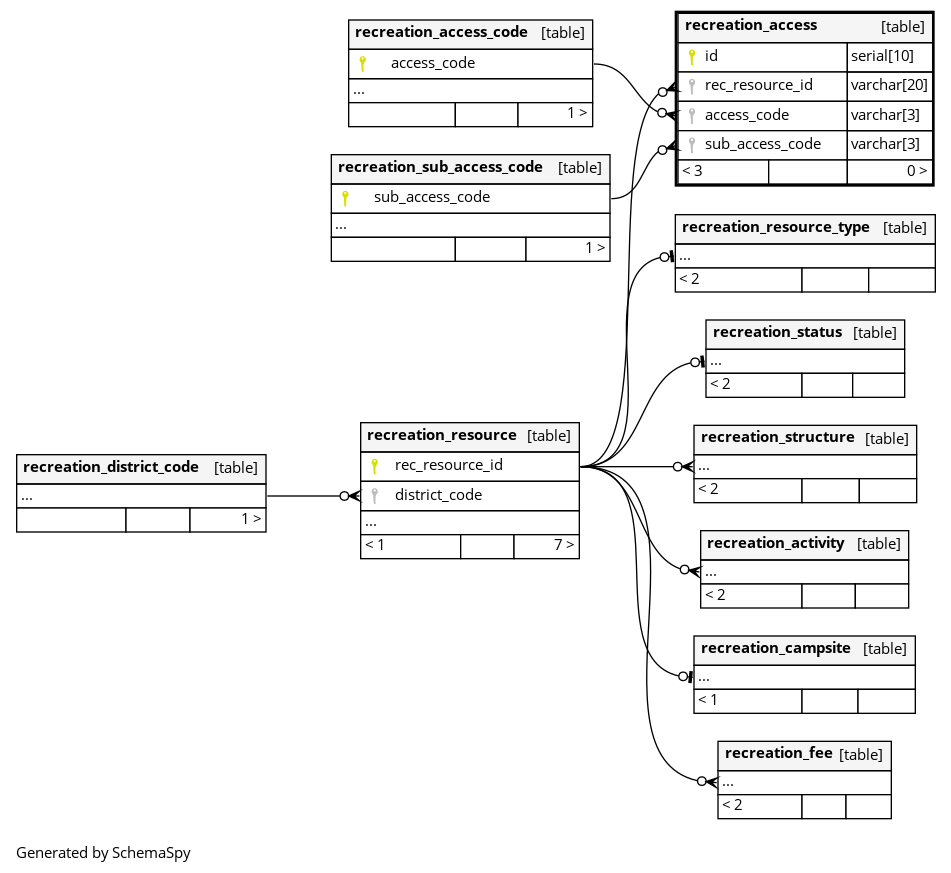 recreation_access_code [table]
access_code
...
1 >
recreation_sub_access_code [table]
sub_access_code
...
1 >
recreation_access [table]
id serial[10]
rec_resource_id varchar[20]
access_code varchar[3]
sub_access_code varchar[3]
< 3 0 >
recreation_resource_type [table]
...
< 2
recreation_status [table]
...
< 2
recreation_district_code [table]
...
1 >
recreation_resource [table]
rec_resource_id
district_code
...
< 1 7 >
recreation_structure [table]
...
< 2
recreation_activity [table]
...
< 2
recreation_campsite [table]
...
< 1
recreation_fee [table]
...
< 2
Generated by SchemaSpy